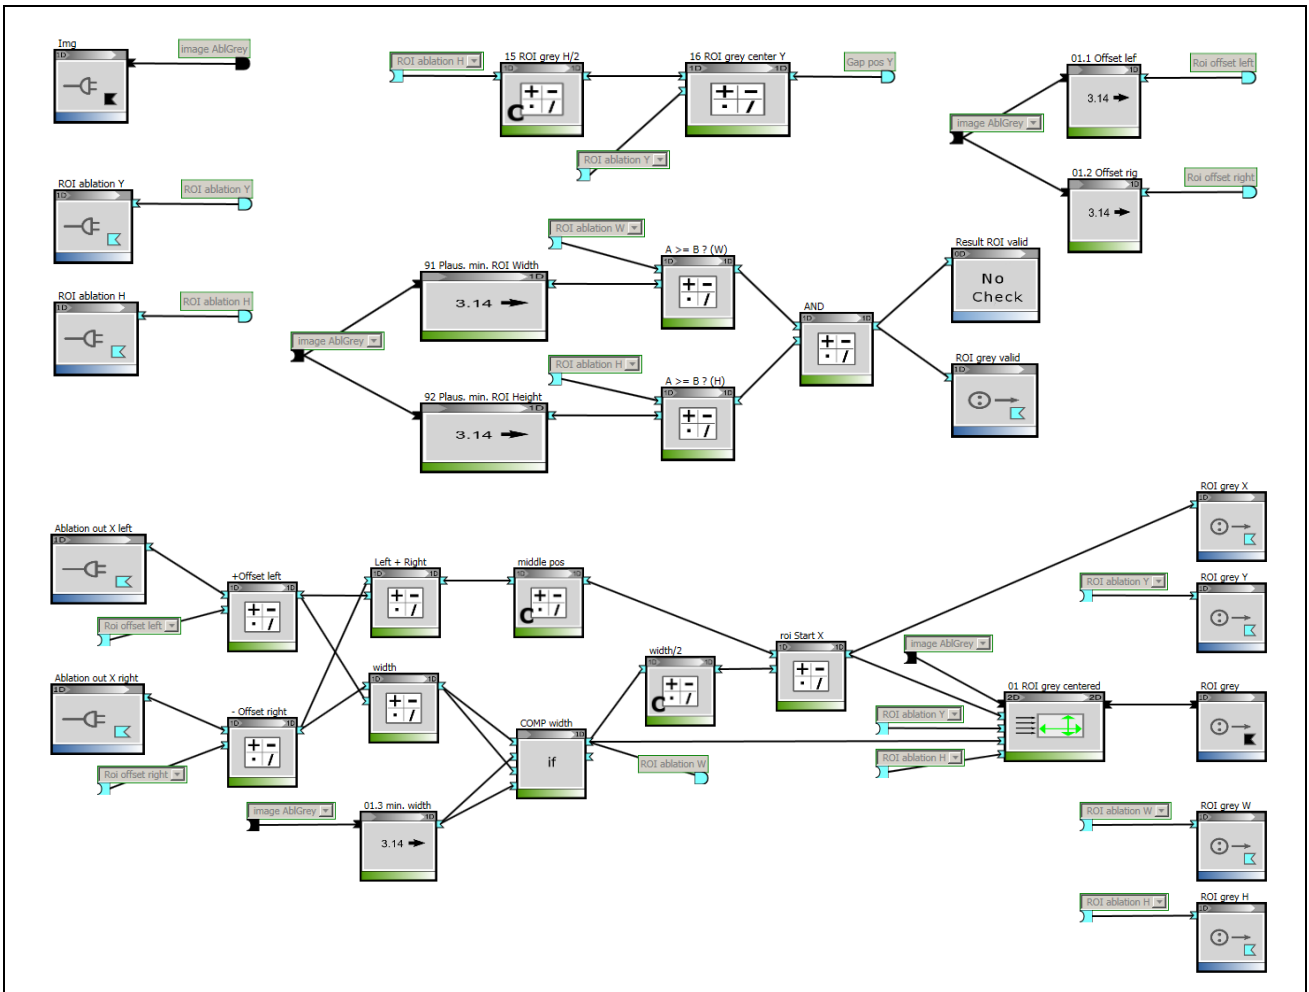 Img
image AblGrey
ROI ablation H
15 ROI grey H/2
C
16 ROI grey center Y
Gap pos Y
ROI ablation Y
01.1 Offset lef
3.14
Roi offset left
image AblGrey
01.2 Offset rig
3.14
Roi offset right
ROI ablation Y
ROI ablation Y
ROI ablation H
ROI ablation H
ROI ablation W
91 Plaus. min. ROI Width
3.14
A >= B ? (W)
image AblGrey
ROI ablation H
92 Plaus. min. ROI Height
3.14
A >= B ? (H)
AND
Result ROI valid
No
Check
ROI grey valid
Ablation out X left
Roi offset left
+Offset left
Left + Right
middle pos
C
Ablation out X right
Roi offset right
- Offset right
width
image AblGrey
01.3 min. width
3.14
COMP width
if
width/2
C
ROI ablation W
roi Start X
image AblGrey
ROI ablation Y
ROI ablation H
01 ROI grey centered
ROI grey X
ROI ablation Y
ROI grey Y
ROI grey
ROI ablation W
ROI grey W
ROI ablation H
ROI grey H